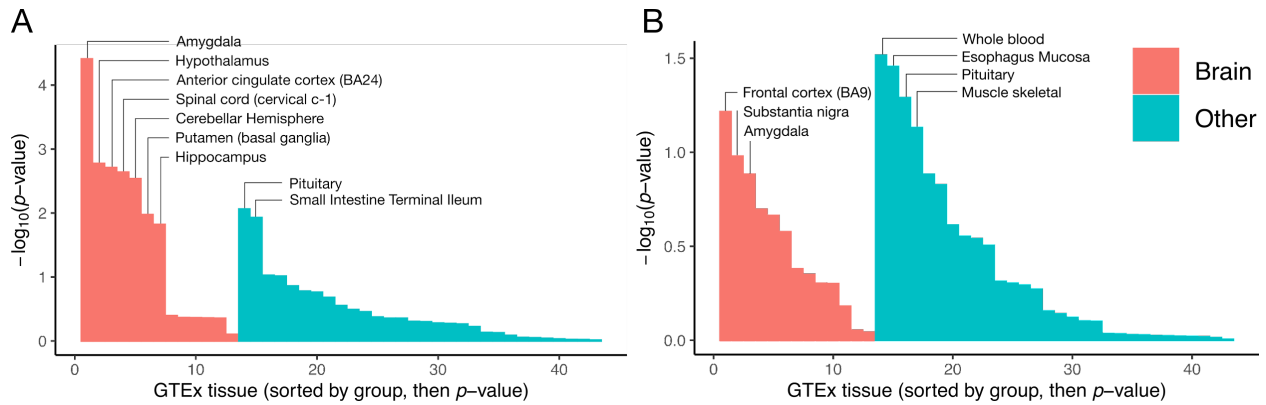 A
Amygdala
Hypothalamus
Anterior cingulate cortex (BA24)
Spinal cord (cervical c-1)
Cerebellar Hemisphere
Putamen (basal ganglia)
Hippocampus
Pituitary
Small Intestine Terminal Ileum
− log10(p−value)
4
3
2
1
0
0
10
20
30
40
GTEx tissue (sorted by group, then p−value)
B
Whole blood
Esophagus Mucosa
Pituitary
Muscle skeletal
Frontal cortex (BA9)
Substantia nigra
Amygdala
Brain
Other
− log10(p−value)
1.5
1.0
0.5
0.0
0
10
20
30
40
GTEx tissue (sorted by group, then p−value)